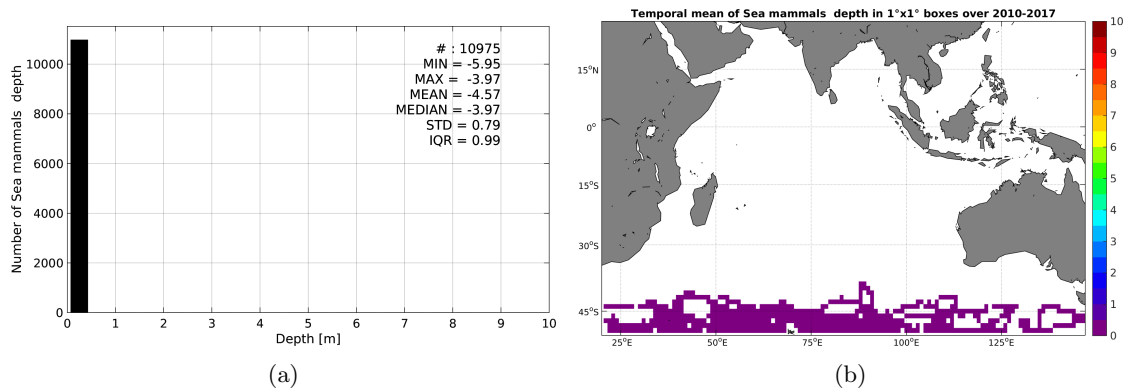 Number of Sea mammals  depth
10000
8000
6000
4000
2000
0
# : 10975
MIN = -5.95
MAX = -3.97
MEAN = -4.57
MEDIAN = -3.97
STD = 0.79
IQR = 0.99
0 1 2 3 4 5 6 7 8 9 10
Depth [m]
(a)
Temporal mean of Sea mammals  depth in 1°x1° boxes over 2010-2017
15°N
0°
15°S
30°S
45°S
25°E 50°E 75°E 100°E 125°E
10
9
8
7
6
5
4
3
2
1
0
(b)